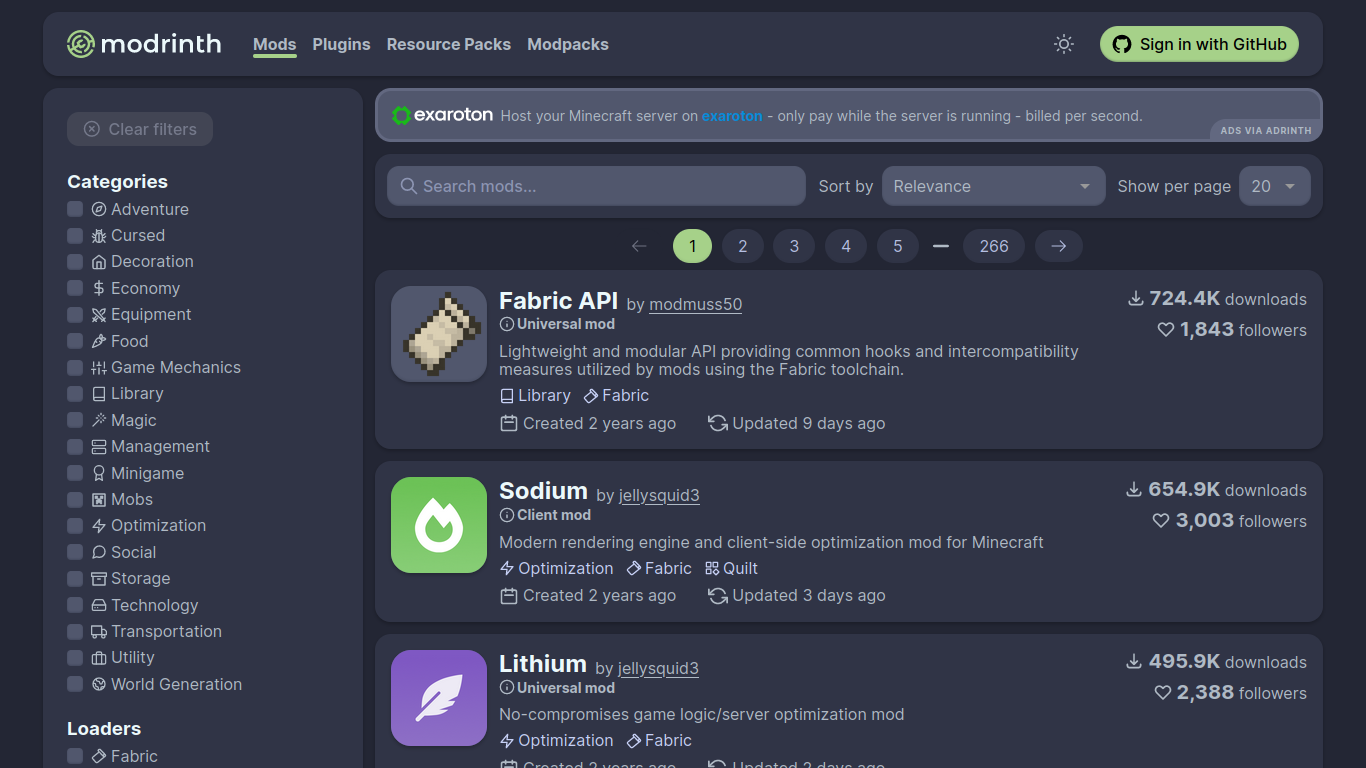 modrinth Mods Plugins Resource Packs Modpacks Sign in with GitHub
Clear filters
Categories
Adventure
Cursed
Decoration
Economy
Equipment
Food
Game Mechanics
Library
Magic
Management
Minigame
Mobs
Optimization
Social
Storage
Technology
Transportation
Utility
World Generation
Loaders
Fabric
exaroton Host your Minecraft server on exaroton - only pay while the server is running - billed per second.
ADS VIA ADRINTH
Search mods... Sort by Relevance Show per page 20
1 2 3 4 5 266
Fabric API by modmuss50
Universal mod
Lightweight and modular API providing common hooks and intercompatibility
measures utilized by mods using the Fabric toolchain.
Library Fabric
Created 2 years ago Updated 9 days ago
724.4K downloads
1,843 followers
Sodium by jellysquid3
Client mod
Modern rendering engine and client-side optimization mod for Minecraft
Optimization Fabric Quilt
Created 2 years ago Updated 3 days ago
654.9K downloads
3,003 followers
Lithium by jellysquid3
Universal mod
No-compromises game logic/server optimization mod
Optimization Fabric
Created 2 years ago Updated 2 days ago
495.9K downloads
2,388 followers